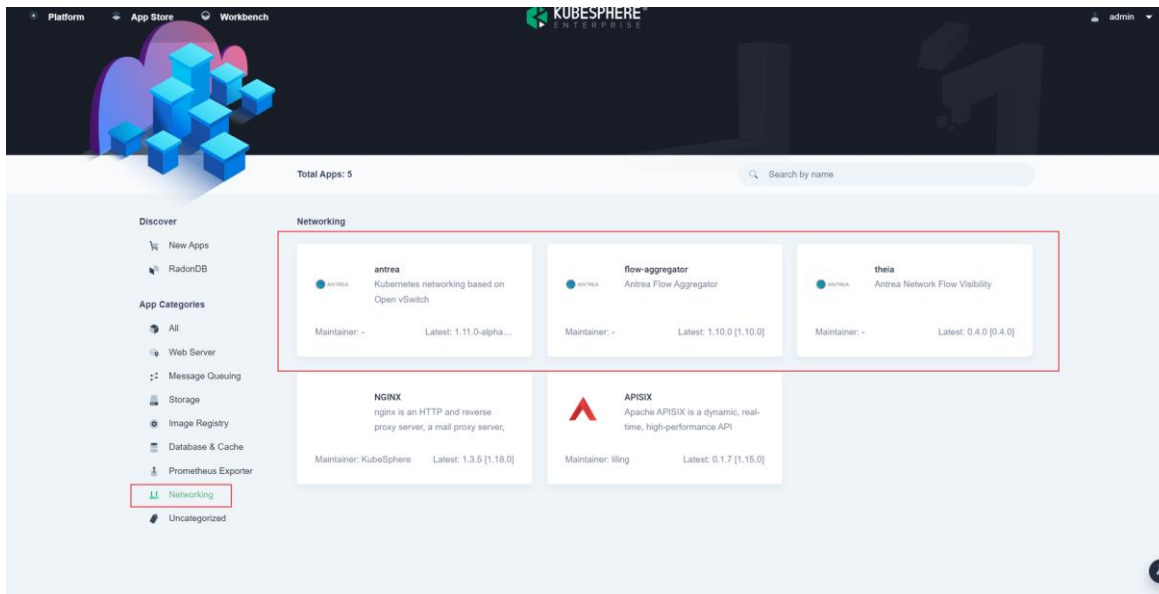 Platform
App Store
Workbench
KUBESPHERE®
ENTERPRISE
admin
Total Apps: 5
Search by name
Discover
New Apps
RadonDB
App Categories
All
Web Server
Message Queuing
Storage
Image Registry
Database & Cache
Prometheus Exporter
Networking
Uncategorized
Networking
ANTREA
antrea
Kubernetes networking based on
Open vSwitch
Maintainer: -
Latest: 1.11.0-alpha...
ANTREA
flow-aggregator
Antrea Flow Aggregator
Maintainer: -
Latest: 1.10.0 [1.10.0]
ANTREA
theia
Antrea Network Flow Visibility
Maintainer: -
Latest: 0.4.0 [0.4.0]
NGINX
nginx is an HTTP and reverse
proxy server, a mail proxy server,
Maintainer: KubeSphere
Latest: 1.3.5 [1.18.0]
APISIX
Apache APISIX is a dynamic, real-
time, high-performance API
Maintainer: iliing
Latest: 0.1.7 [1.15.0]